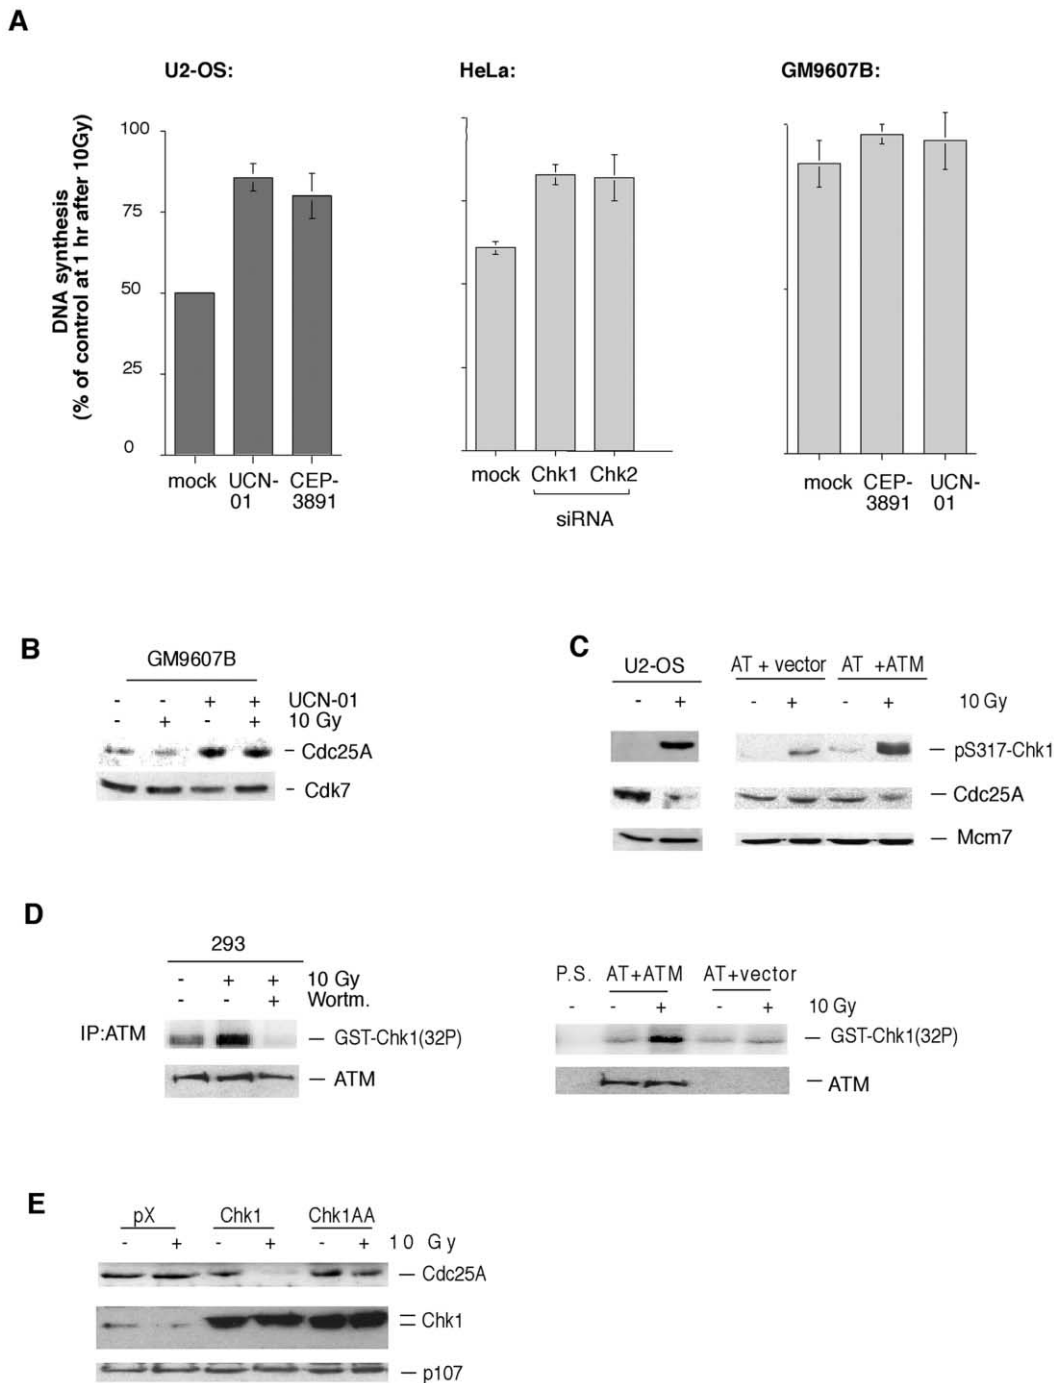 A
U2-OS:
HeLa:
GM9607B:
DNA synthesis
(% of control at 1 hr after 10Gy)
100
75
50
25
0
mock
UCN-
01
CEP-
3891
mock
Chk1
Chk2
siRNA
mock
CEP-
3891
UCN-
01
B
GM9607B
- - + + UCN-01
- + - + 10 Gy
– Cdc25A
– Cdk7
C
U2-OS
AT + vector
AT +ATM
- + - + - + 10 Gy
— pS317-Chk1
— Cdc25A
— Mcm7
D
293
- + + 10 Gy
- - + Wortm.
IP:ATM
— GST-Chk1(32P)
— ATM
P.S.
AT+ATM
AT+vector
- - + - + 10 Gy
— GST-Chk1(32P)
— ATM
E
pX
Chk1
Chk1AA
- + - + - + 10 Gy
— Cdc25A
Chk1
— p107